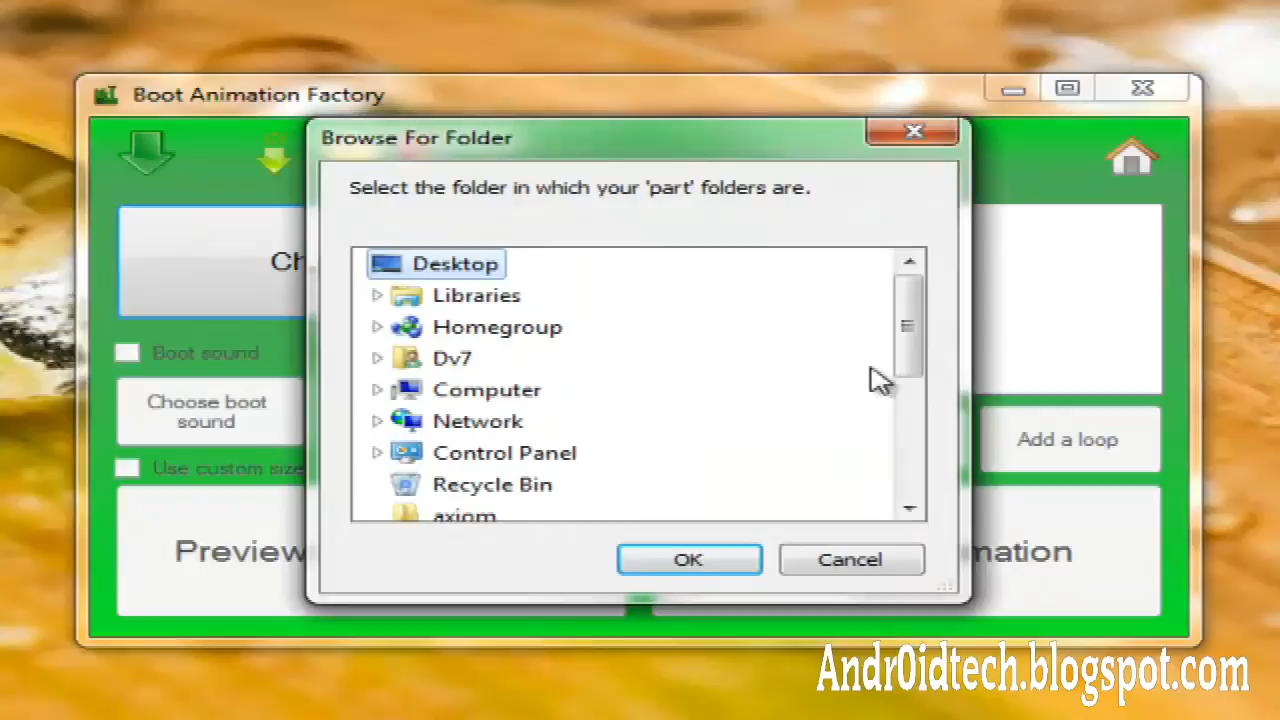 Boot Animation Factory
Browse For Folder
Select the folder in which your 'part' folders are.
Ch
Desktop
Libraries
Homegroup
Dv7
Computer
Network
Control Panel
Recycle Bin
axiom
Boot sound
Choose boot
sound
Use custom size
Add a loop
Preview
mation
OK
Cancel
Andr0idtech.blogspot.com